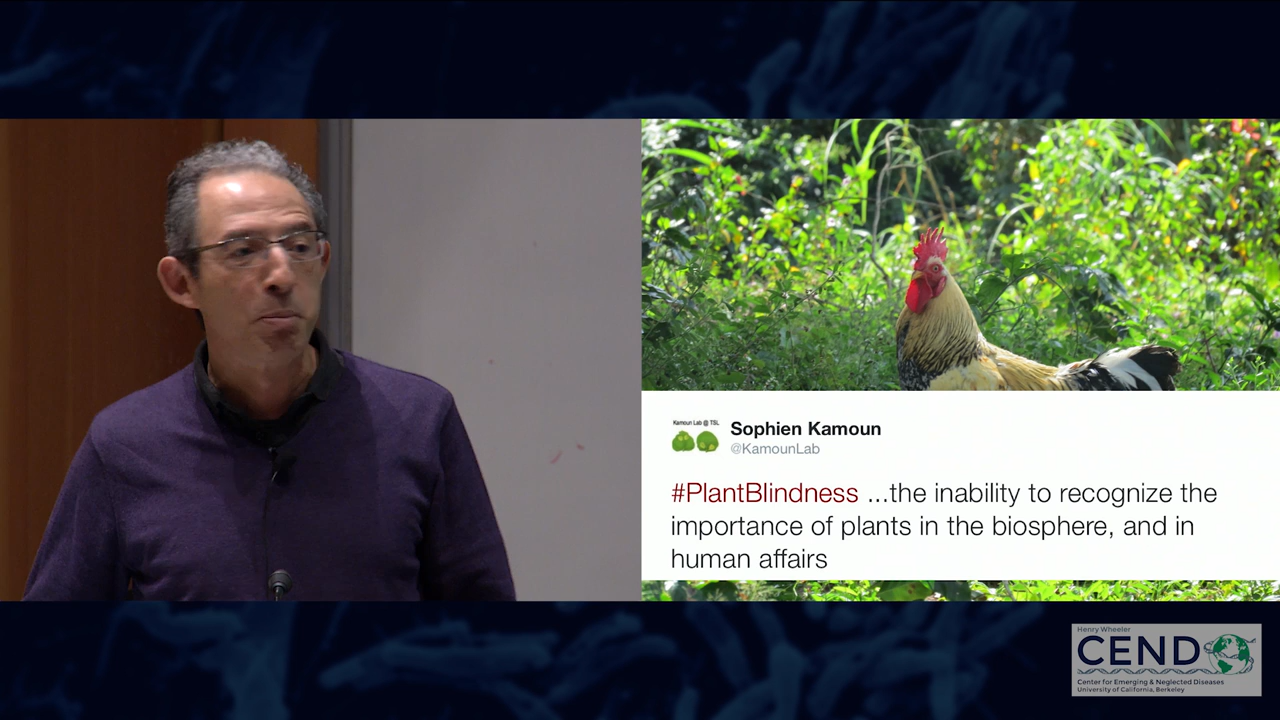 Kamoun Lab @ TSL
Sophien Kamoun
@KamounLab
#PlantBlindness ...the inability to recognize the
importance of plants in the biosphere, and in
human affairs
Henry Wheeler
CEND
Center for Emerging & Neglected Diseases
University of California, Berkeley